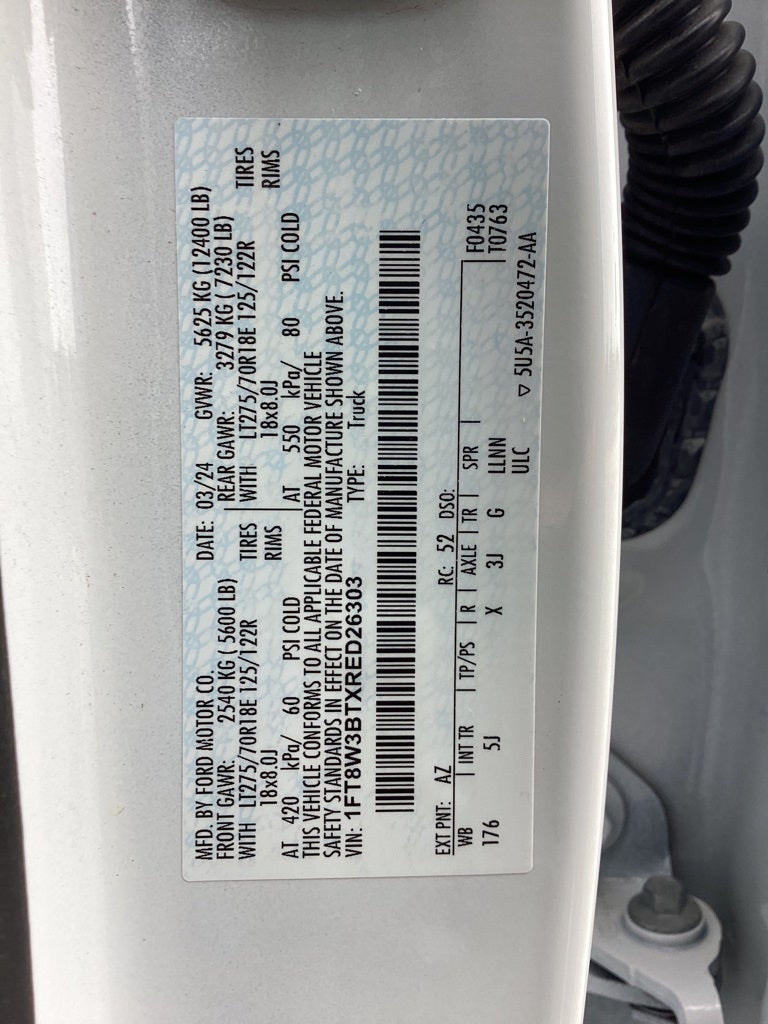 MFD. BY FORD MOTOR CO.
DATE: 03/24 GVWR: 5625 KG (12400 LB)
FRONT GAWR: 2540 KG ( 5600 LB)
WITH LT275/70R18E 125/122R TIRES
18x8.0J RIMS
AT 420 kPa/ 60 PSI COLD
REAR GAWR: 3279 KG ( 7230 LB)
WITH LT275/70R18E 125/122R TIRES
18x8.0J RIMS
AT 550 kPa/ 80 PSI COLD
THIS VEHICLE CONFORMS TO ALL APPLICABLE FEDERAL MOTOR VEHICLE
SAFETY STANDARDS IN EFFECT ON THE DATE OF MANUFACTURE SHOWN ABOVE.
VIN: 1FT8W3BTXRED26303 TYPE: Truck
EXT PNT: AZ RC: 52 DSO:
WB INT TR TP/PS R AXLE TR SPR F0435
176 5J X 3J G LLNN T0763
ULC
▽ 5U5A-3520472-AA